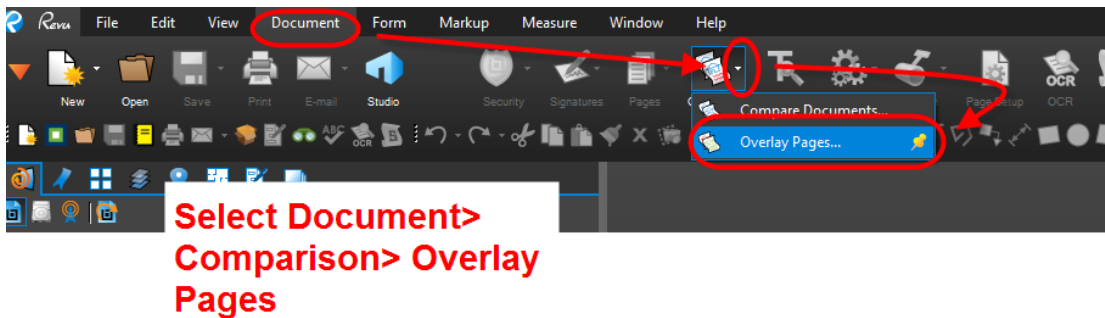 Revu File Edit View Document Form Markup Measure Window Help
New Open Save Print E-mail Studio Security Signatures Pages Page Setup OCR
OCR
Compare Documents...
Overlay Pages...
Select Document>
Comparison> Overlay
Pages